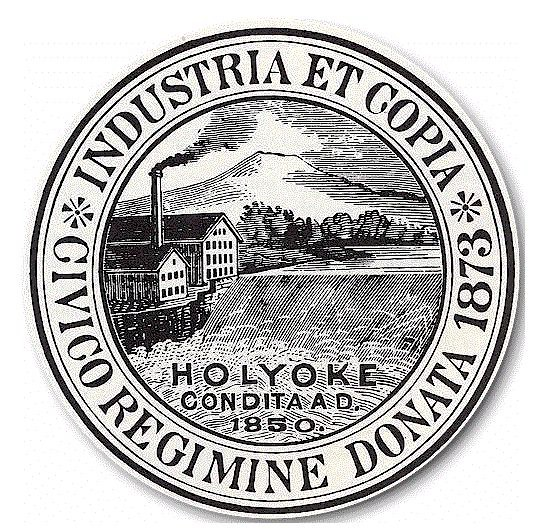 INDUSTRIA ET COPIA
CIVICO REGIMINE DONATA 1873
HOLYOKE
CONDITA A D.
1850.